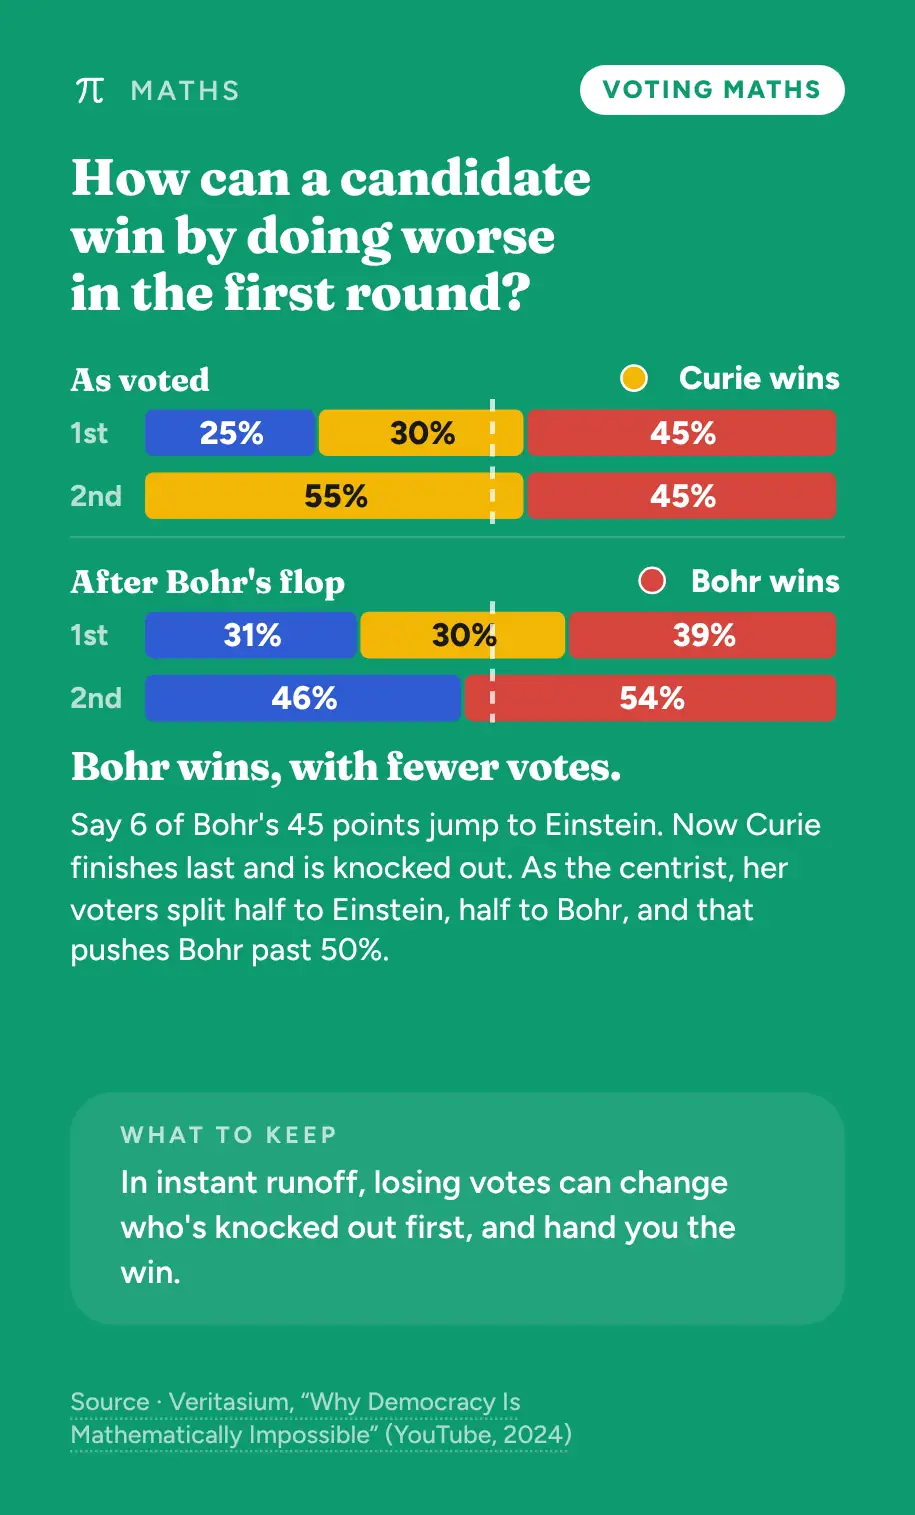 π MATHS
VOTING MATHS
How can a candidate
win by doing worse
in the first round?
As voted
Curie wins
1st 25% 30% 45%
2nd 55% 45%
After Bohr's flop
Bohr wins
1st 31% 30% 39%
2nd 46% 54%
Bohr wins, with fewer votes.
Say 6 of Bohr's 45 points jump to Einstein. Now Curie
finishes last and is knocked out. As the centrist, her
voters split half to Einstein, half to Bohr, and that
pushes Bohr past 50%.
WHAT TO KEEP
In instant runoff, losing votes can change
who's knocked out first, and hand you the
win.
Source · Veritasium, “Why Democracy Is
Mathematically Impossible” (YouTube, 2024)